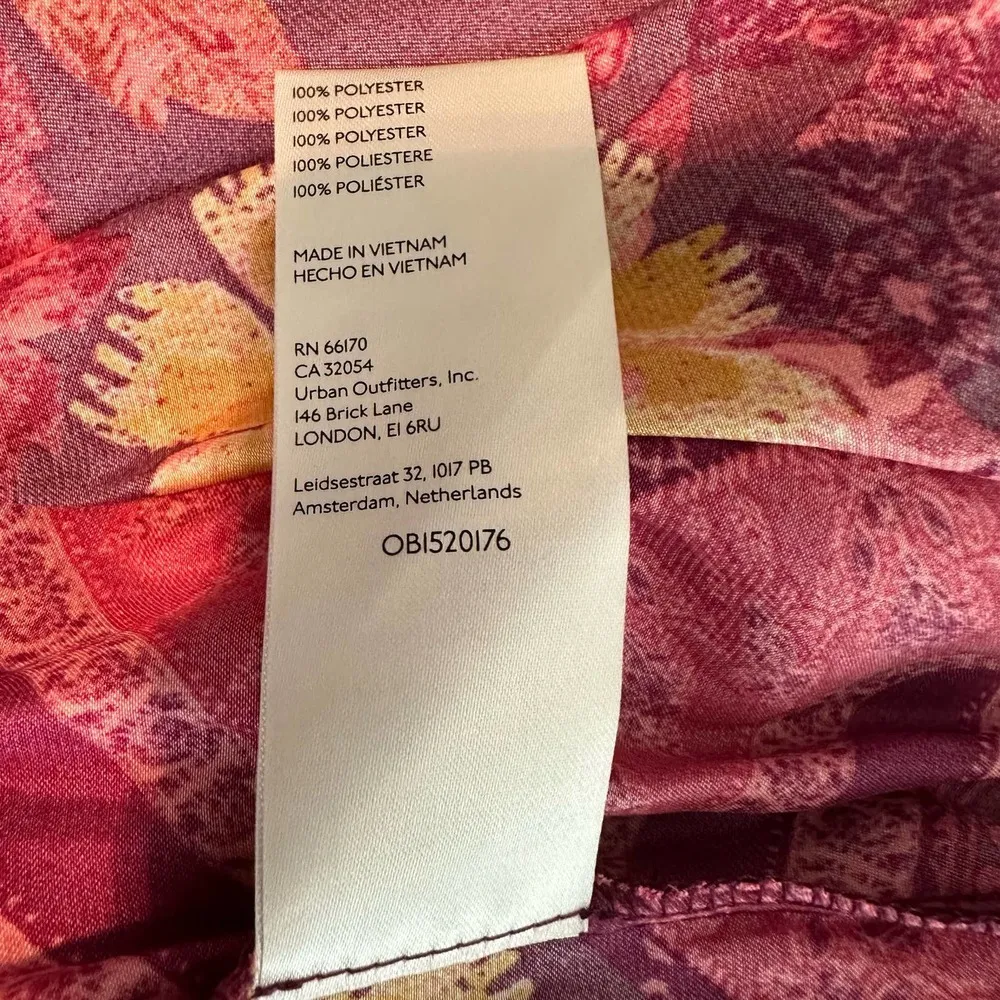 100% POLYESTER
100% POLYESTER
100% POLYESTER
100% POLIESTERE
100% POLIÉSTER
MADE IN VIETNAM
HECHO EN VIETNAM
RN 66170
CA 32054
Urban Outfitters, Inc.
146 Brick Lane
LONDON, E1 6RU
Leidsestraat 32, 1017 PB
Amsterdam, Netherlands
OB1520176